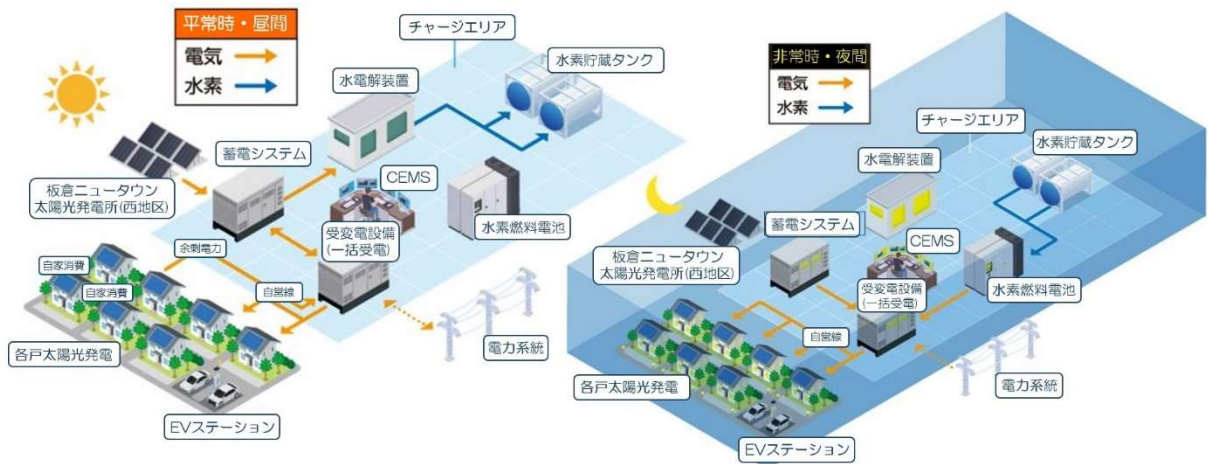 平常時・昼間
電気
水素
チャージエリア
水素貯蔵タンク
水電解装置
蓄電システム
CEMS
板倉ニュータウン
太陽光発電所(西地区)
水素燃料電池
受変電設備
(一括受電)
余剰電力
自家消費
自家消費
自営線
各戸太陽光発電
電力系統
EVステーション
非常時・夜間
電気
水素
チャージエリア
水素貯蔵タンク
水電解装置
蓄電システム
CEMS
板倉ニュータウン
太陽光発電所(西地区)
受変電設備
(一括受電)
水素燃料電池
自営線
各戸太陽光発電
電力系統
EVステーション